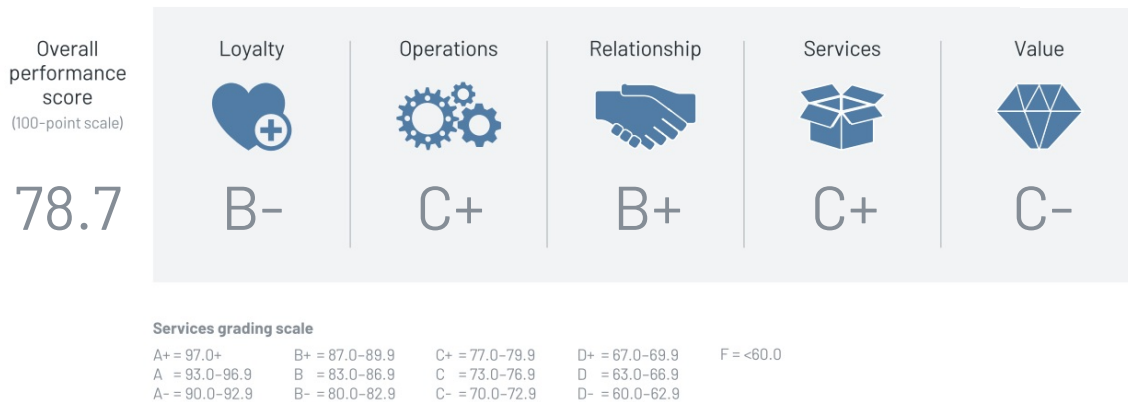 Overall
performance
score
(100-point scale)
78.7
Loyalty
B-
Operations
C+
Relationship
B+
Services
C+
Value
C-
Services grading scale
A+ = 97.0+ B+ = 87.0–89.9 C+ = 77.0–79.9 D+ = 67.0–69.9 F = <60.0
A = 93.0–96.9 B = 83.0–86.9 C = 73.0–76.9 D = 63.0–66.9
A- = 90.0–92.9 B- = 80.0–82.9 C- = 70.0–72.9 D- = 60.0–62.9